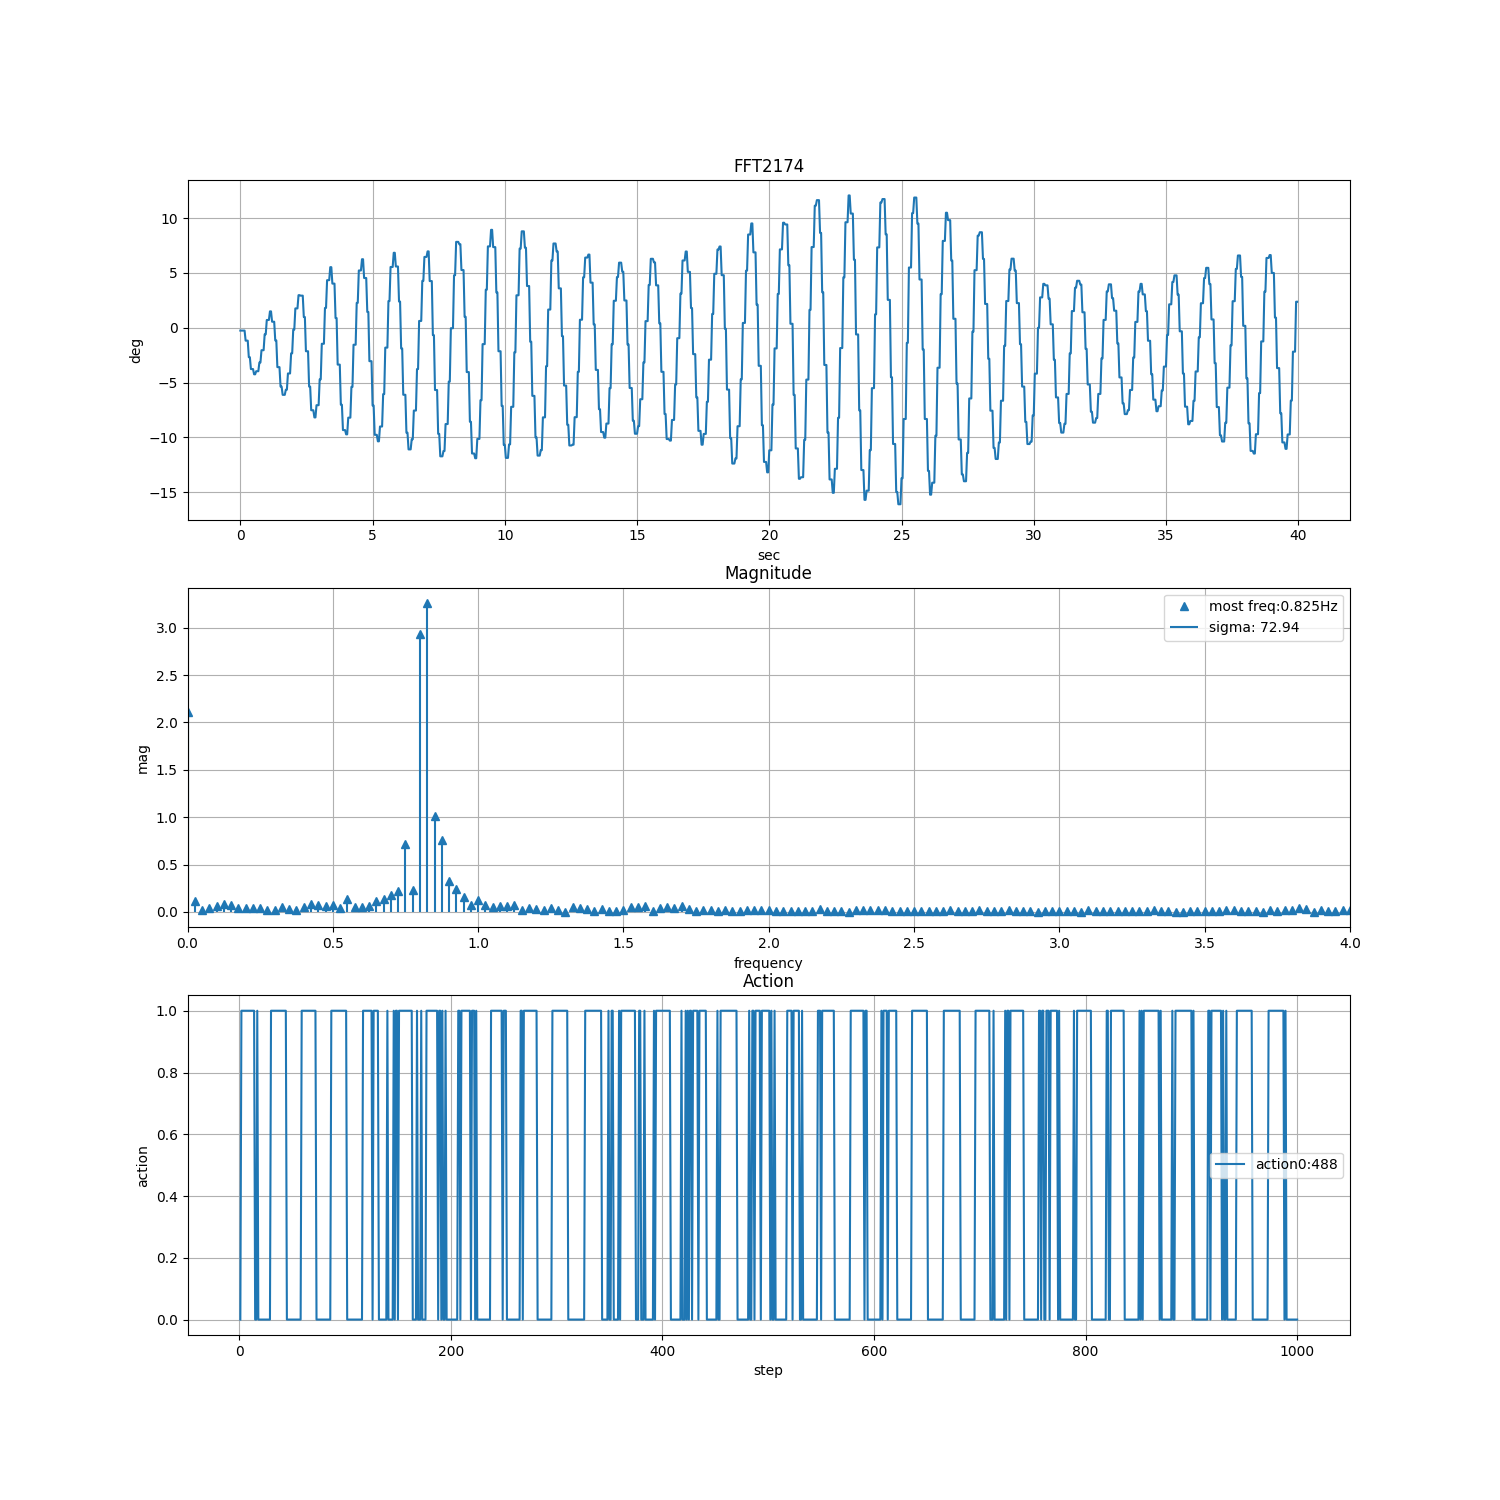 FFT2174
10
5
0
−5
−10
−15
deg
0 5 10 15 20 25 30 35 40
sec
Magnitude
most freq:0.825Hz
sigma: 72.94
3.0
2.5
2.0
1.5
1.0
0.5
0.0
mag
0.0 0.5 1.0 1.5 2.0 2.5 3.0 3.5 4.0
frequency
Action
1.0
0.8
0.6
0.4
0.2
0.0
action
action0:488
0 200 400 600 800 1000
step